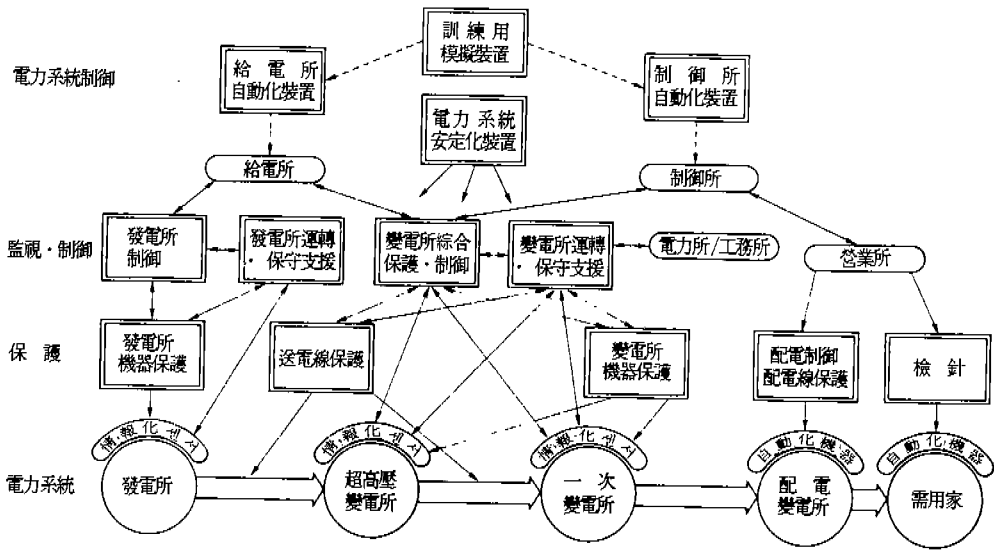 訓練用
模擬裝置
電力系統制御
給電所
自動化裝置
制御所
自動化裝置
電力系統
安定化裝置
給電所
制御所
監視・制御
發電所
制御
發電所運轉
・保守支援
變電所綜合
保護・制御
變電所運轉
・保守支援
電力所/工務所
営業所
保護
發電所
機器保護
送電線保護
變電所
機器保護
配電制御
配電線保護
檢針
情·報化센서
情·報化센서
情·報化센서
自動化機器
自動化·機器
電力系統
發電所
超高壓
變電所
一次
變電所
配電
變電所
需用家